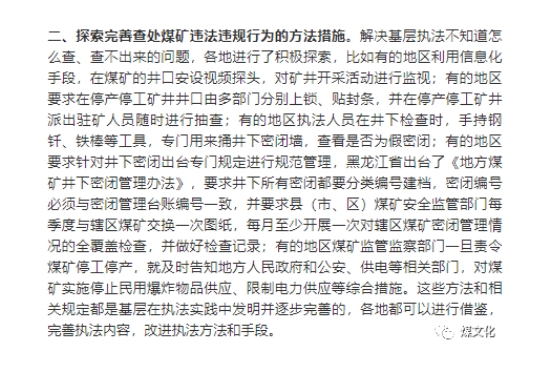 二、探索完善查处煤矿违法违规行为的方法措施。解决基层执法不知道怎
么查、查不出来的问题，各地进行了积极探索，比如有的地区利用信息化
手段，在煤矿的井口安设视频探头，对矿井开采活动进行监视；有的地区
要求在停产停工矿井井口由多部门分别上锁、贴封条，并在停产停工矿井
派出驻矿人员随时进行抽查；有的地区执法人员在井下检查时，手持钢
钎、铁棒等工具，专门用来捅井下密闭墙，查看是否为假密闭；有的地区
要求针对井下密闭出台专门规定进行规范管理，黑龙江省出台了《地方煤
矿井下密闭管理办法》，要求井下所有密闭都要分类编号建档，密闭编号
必须与密闭管理台账编号一致，并要求县（市、区）煤矿安全监管部门每
季度与辖区煤矿交换一次图纸，每月至少开展一次对辖区煤矿密闭管理情
况的全覆盖检查，并做好检查记录；有的地区煤矿监管监察部门一旦责令
煤矿停工停产，就及时告知地方人民政府和公安、供电等相关部门，对煤
矿实施停止民用爆炸物品供应、限制电力供应等综合措施。这些方法和相
关规定都是基层在执法实践中发明并逐步完善的，各地都可以进行借鉴，
完善执法内容，改进执法方法和手段。
煤文化